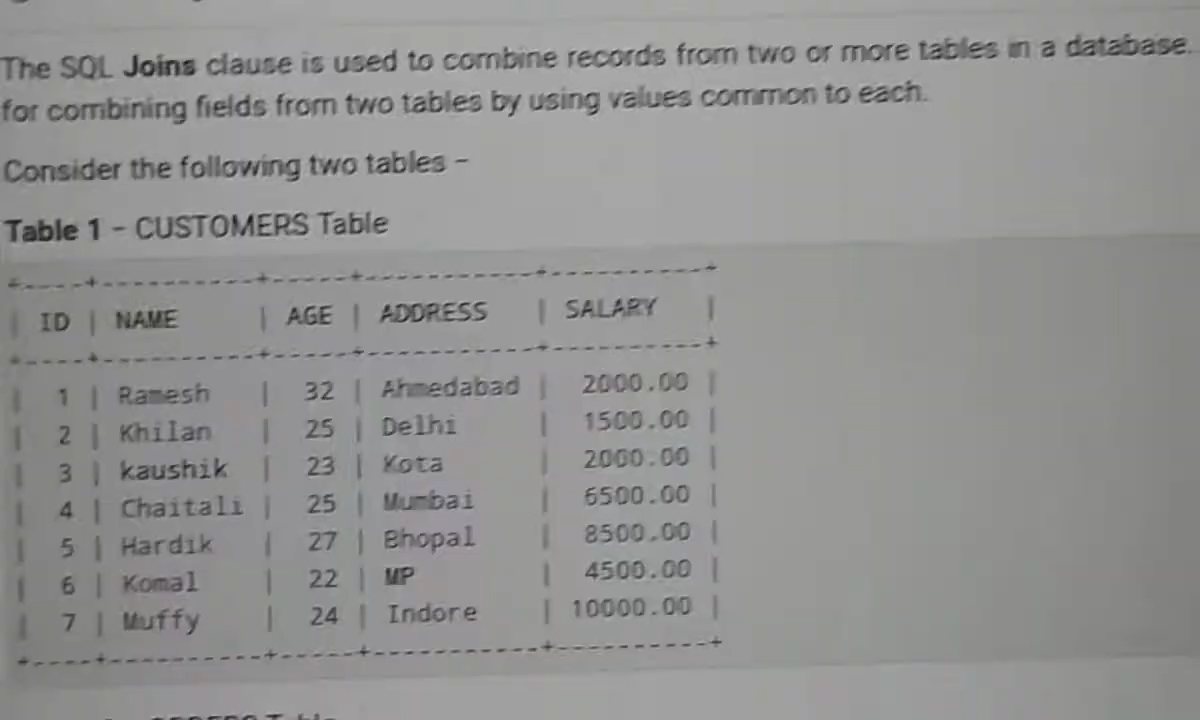 The SQL Joins clause is used to combine records from two or more tables in a database.
for combining fields from two tables by using values common to each.
Consider the following two tables -
Table 1 - CUSTOMERS Table
+----+----------+-----+-----------+----------+
| ID | NAME | AGE | ADDRESS | SALARY |
+----+----------+-----+-----------+----------+
| 1 | Ramesh | 32 | Ahmedabad | 2000.00 |
| 2 | Khilan | 25 | Delhi | 1500.00 |
| 3 | kaushik | 23 | Kota | 2000.00 |
| 4 | Chaitali | 25 | Mumbai | 6500.00 |
| 5 | Hardik | 27 | Bhopal | 8500.00 |
| 6 | Komal | 22 | MP | 4500.00 |
| 7 | Muffy | 24 | Indore | 10000.00 |
+----+----------+-----+-----------+----------+